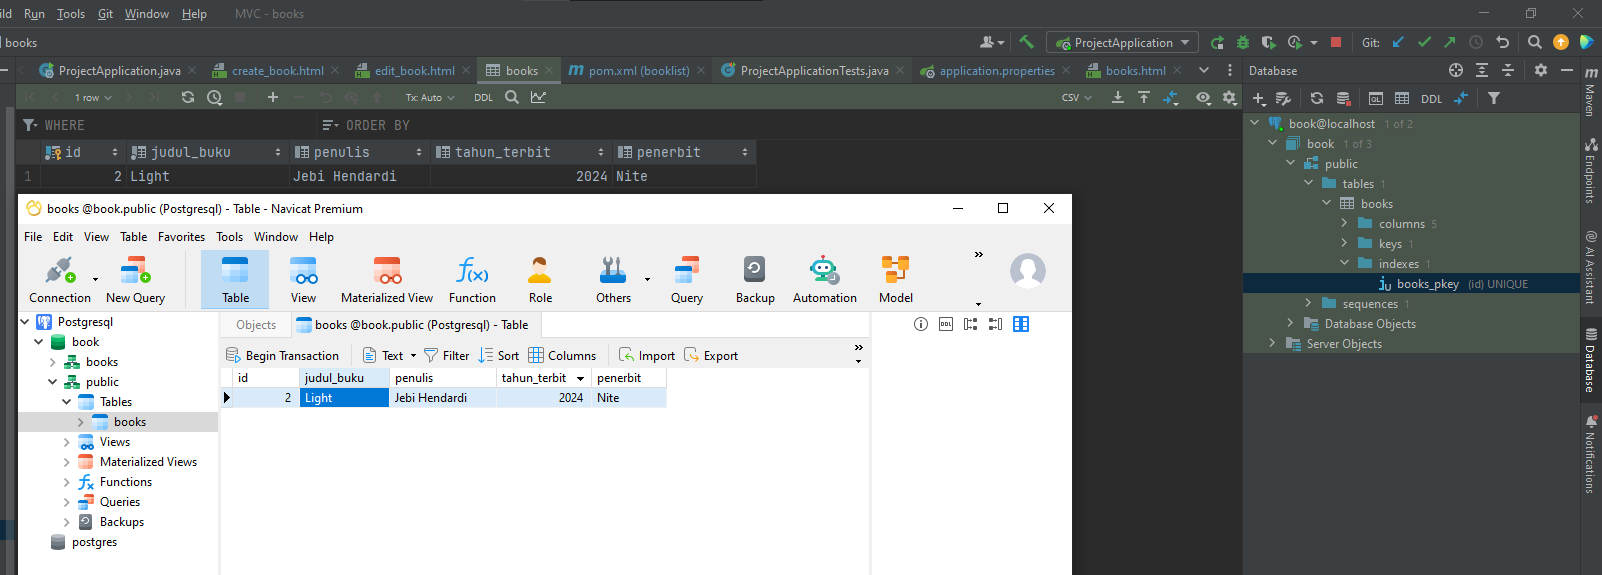 ild Run Tools Git Window Help MVC - books
books ProjectApplication Git:
ProjectApplication.java create_book.html edit_book.html books pom.xml (booklist) ProjectApplicationTests.java application.properties books.html Database
1 row Tx: Auto DDL CSV DDL
WHERE ORDER BY
id judul_buku penulis tahun_terbit penerbit
1 2 Light Jebi Hendardi 2024 Nite
book@localhost 1 of 2
book 1 of 3
public
tables 1
books
columns 5
keys 1
indexes 1
books_pkey (id) UNIQUE
sequences 1
Database Objects
Server Objects
m Maven
Endpoints
AI Assistant
Database
Notifications
books @book.public (Postgresql) - Table - Navicat Premium
File Edit View Table Favorites Tools Window Help
Connection New Query Table View Materialized View Function Role Others Query Backup Automation Model
Objects books @book.public (Postgresql) - Table
Begin Transaction Text Filter Sort Columns Import Export
id judul_buku penulis tahun_terbit penerbit
2 Light Jebi Hendardi 2024 Nite
Postgresql
book
books
public
Tables
books
Views
Materialized Views
Functions
Queries
Backups
postgres